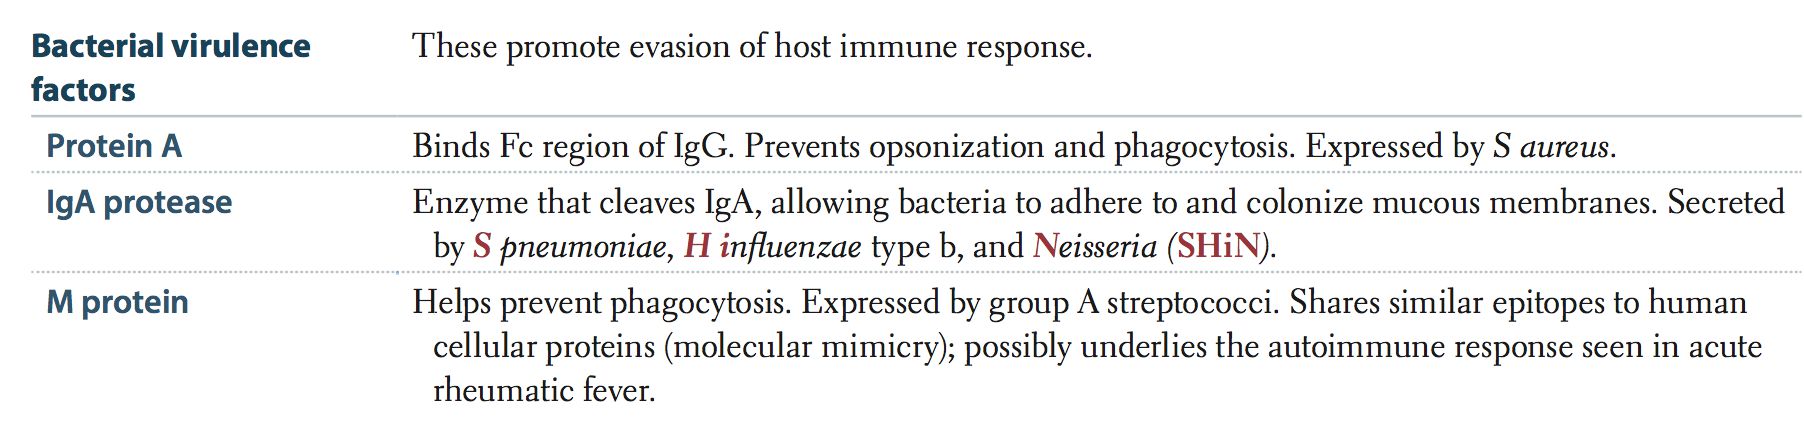 Bacterial virulence factors
These promote evasion of host immune response.
Protein A
Binds Fc region of IgG. Prevents opsonization and phagocytosis. Expressed by S aureus.
IgA protease
Enzyme that cleaves IgA, allowing bacteria to adhere to and colonize mucous membranes. Secreted
by S pneumoniae, H influenzae type b, and Neisseria (SHiN).
M protein
Helps prevent phagocytosis. Expressed by group A streptococci. Shares similar epitopes to human
cellular proteins (molecular mimicry); possibly underlies the autoimmune response seen in acute
rheumatic fever.